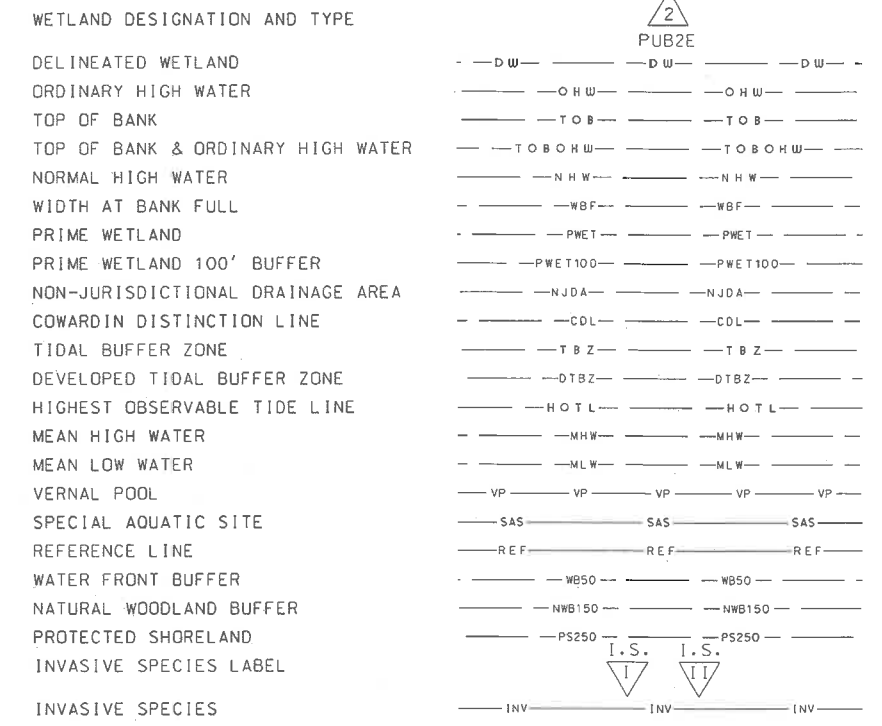 WETLAND DESIGNATION AND TYPE 2
PUB2E
DELINEATED WETLAND DW DW DW
ORDINARY HIGH WATER OHW OHW
TOP OF BANK TOB TOB
TOP OF BANK & ORDINARY HIGH WATER TOBOHW TOBOHW
NORMAL HIGH WATER NHW NHW
WIDTH AT BANK FULL WBF WBF
PRIME WETLAND PWET PWET
PRIME WETLAND 100' BUFFER PWET100 PWET100
NON-JURISDICTIONAL DRAINAGE AREA NJDA NJDA
COWARDIN DISTINCTION LINE CDL CDL
TIDAL BUFFER ZONE TBZ TBZ
DEVELOPED TIDAL BUFFER ZONE DTBZ DTBZ
HIGHEST OBSERVABLE TIDE LINE HOTL HOTL
MEAN HIGH WATER MHW MHW
MEAN LOW WATER MLW MLW
VERNAL POOL VP VP VP VP VP
SPECIAL AQUATIC SITE SAS SAS SAS
REFERENCE LINE REF REF REF
WATER FRONT BUFFER WB50 WB50
NATURAL WOODLAND BUFFER NWB150 NWB150
PROTECTED SHORELAND PS250 PS250
I.S. I.S.
INVASIVE SPECIES LABEL I II
INVASIVE SPECIES INV INV INV